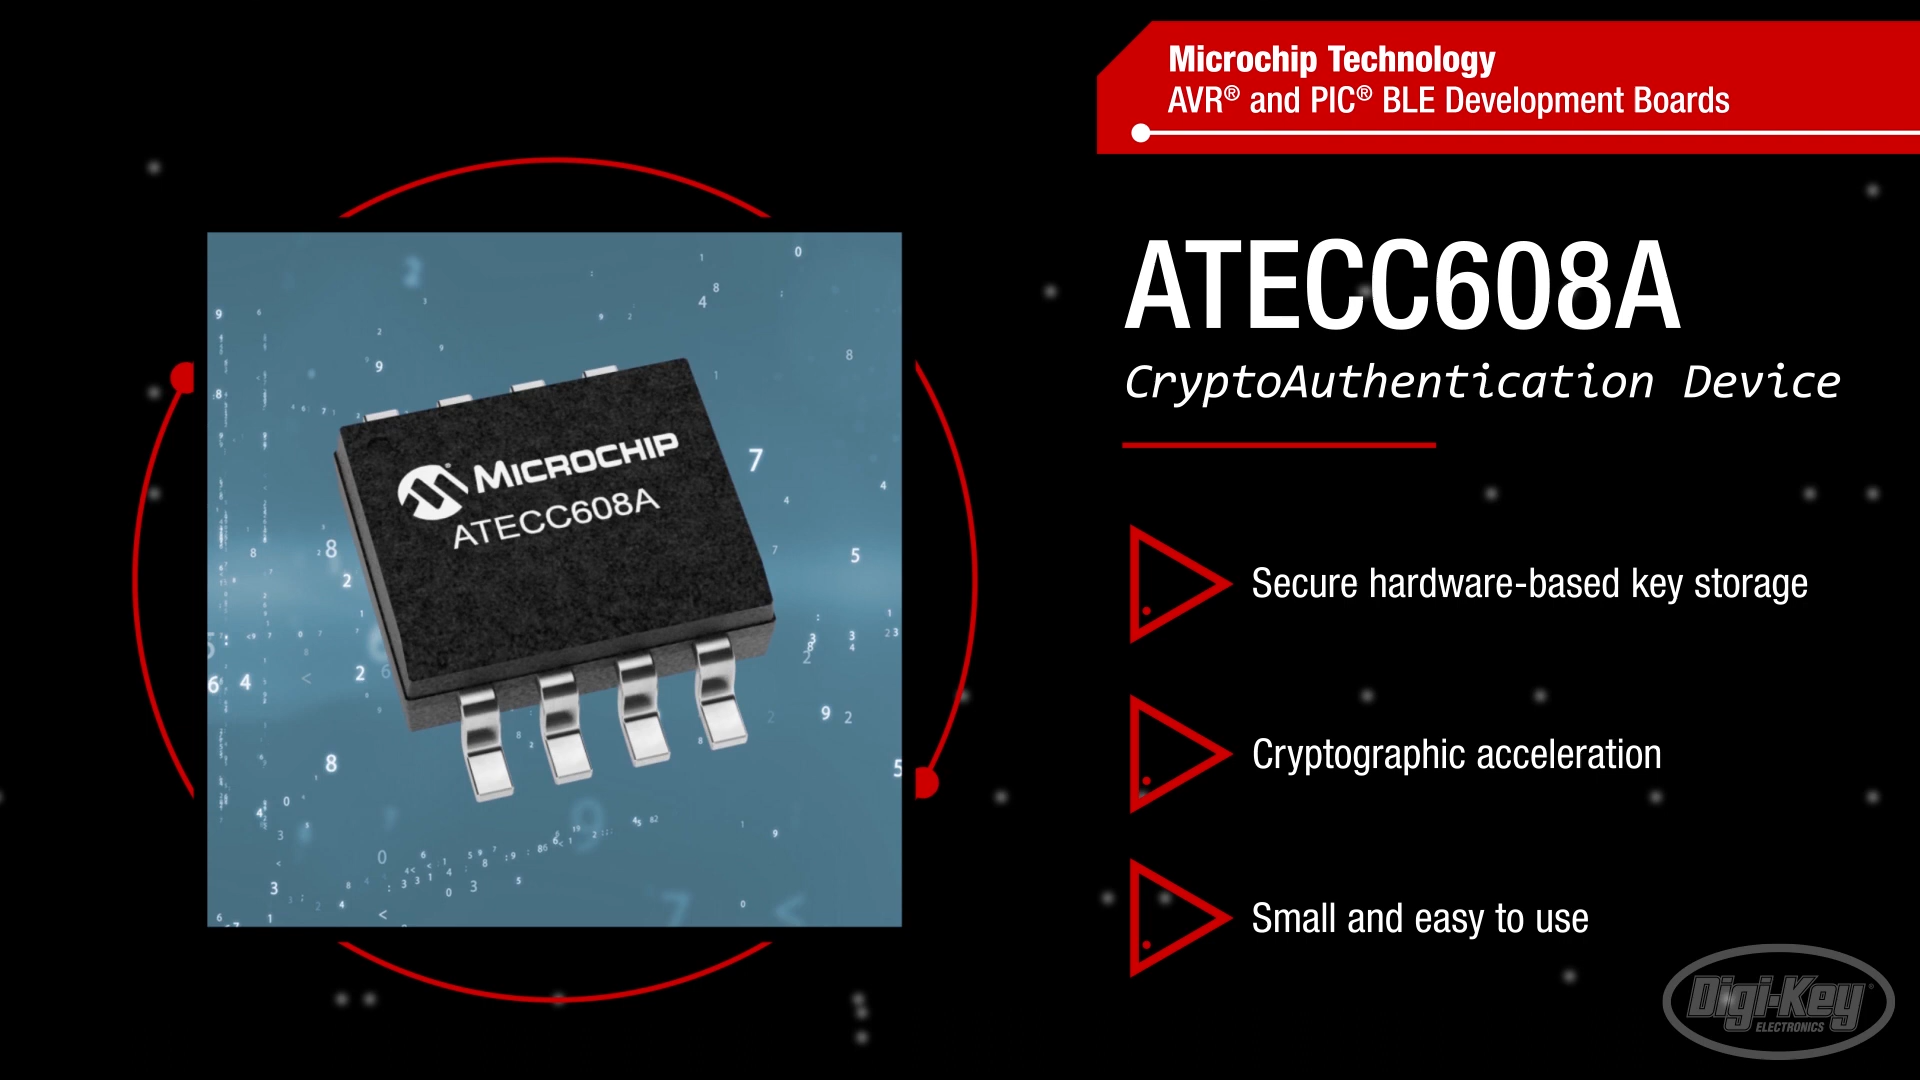 Microchip Technology
AVR® and PIC® BLE Development Boards
ATECC608A
CryptoAuthentication Device
MICROCHIP
ATECC608A
Secure hardware-based key storage
Cryptographic acceleration
Small and easy to use
Digi-Key
ELECTRONICS